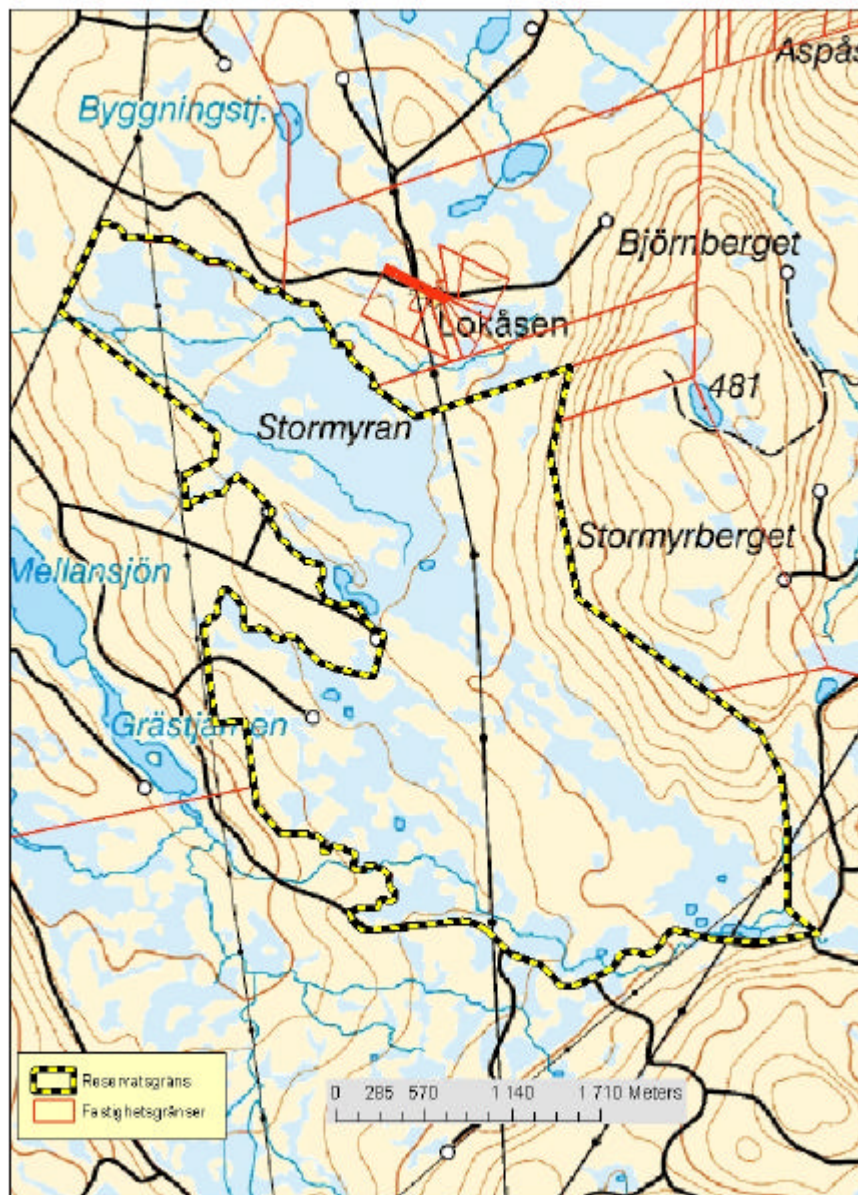 Aspås
Byggningstj.
Björnberget
Lokåsen
481
Stormyran
Stormyrberget
Mellansjön
Grästjärnen
Reservatsgräns
Fastighetsgränser
0 285 570 1 140 1 710 Meters